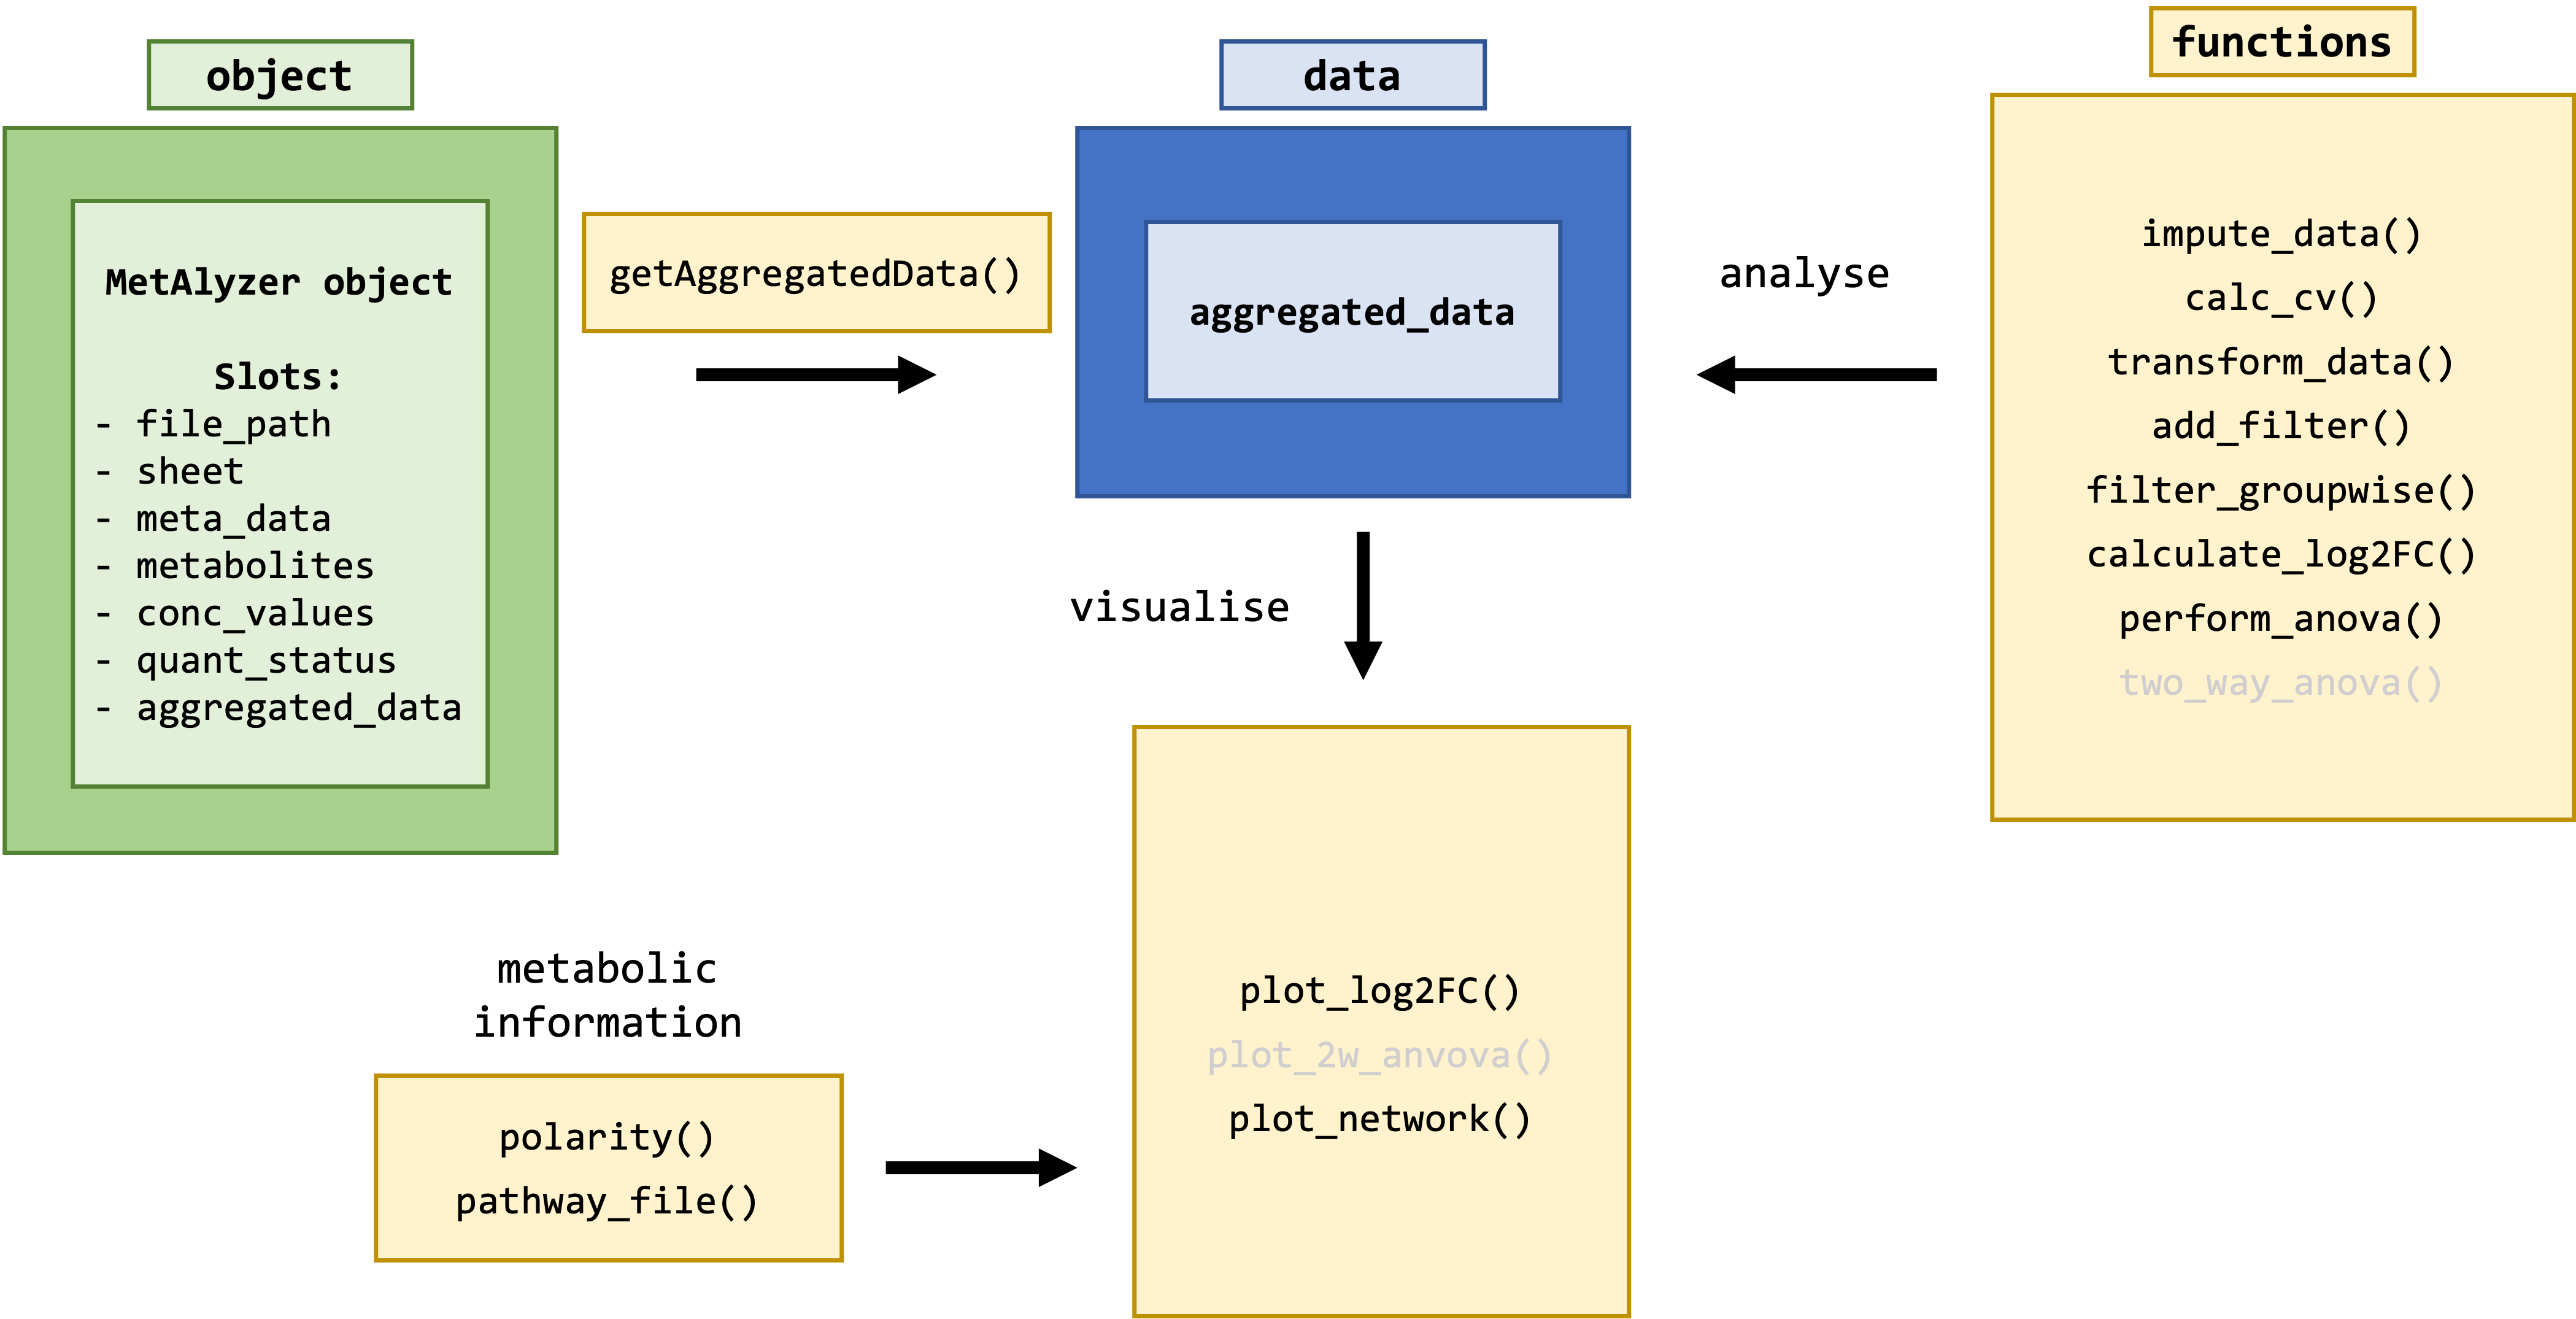 object
MetAlyzer object
Slots:
- file_path
- sheet
- meta_data
- metabolites
- conc_values
- quant_status
- aggregated_data
getAggregatedData()
data
aggregated_data
analyse
functions
impute_data()
calc_cv()
transform_data()
add_filter()
filter_groupwise()
calculate_log2FC()
perform_anova()
two_way_anova()
visualise
plot_log2FC()
plot_2w_anvova()
plot_network()
metabolic
information
polarity()
pathway_file()